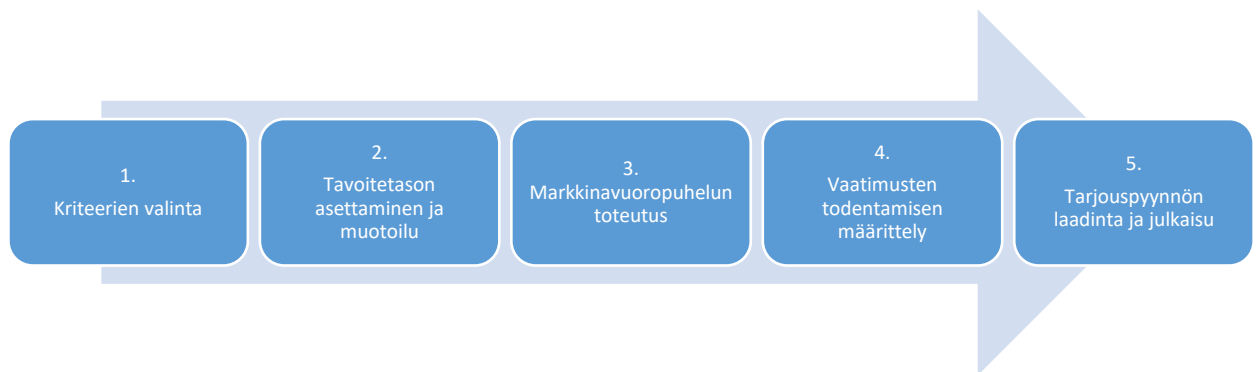 1.
Kriteerien valinta
2.
Tavoitetason
asettaminen ja
muotoilu
3.
Markkinavuoropuhelun
toteutus
4.
Vaatimusten
todentamisen
määrittely
5.
Tarjouspyynnön
laadinta ja julkaisu